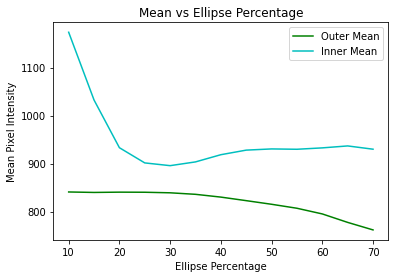 Mean vs Ellipse Percentage
Outer Mean
Inner Mean
Mean Pixel Intensity
1100
1000
900
800
10 20 30 40 50 60 70
Ellipse Percentage